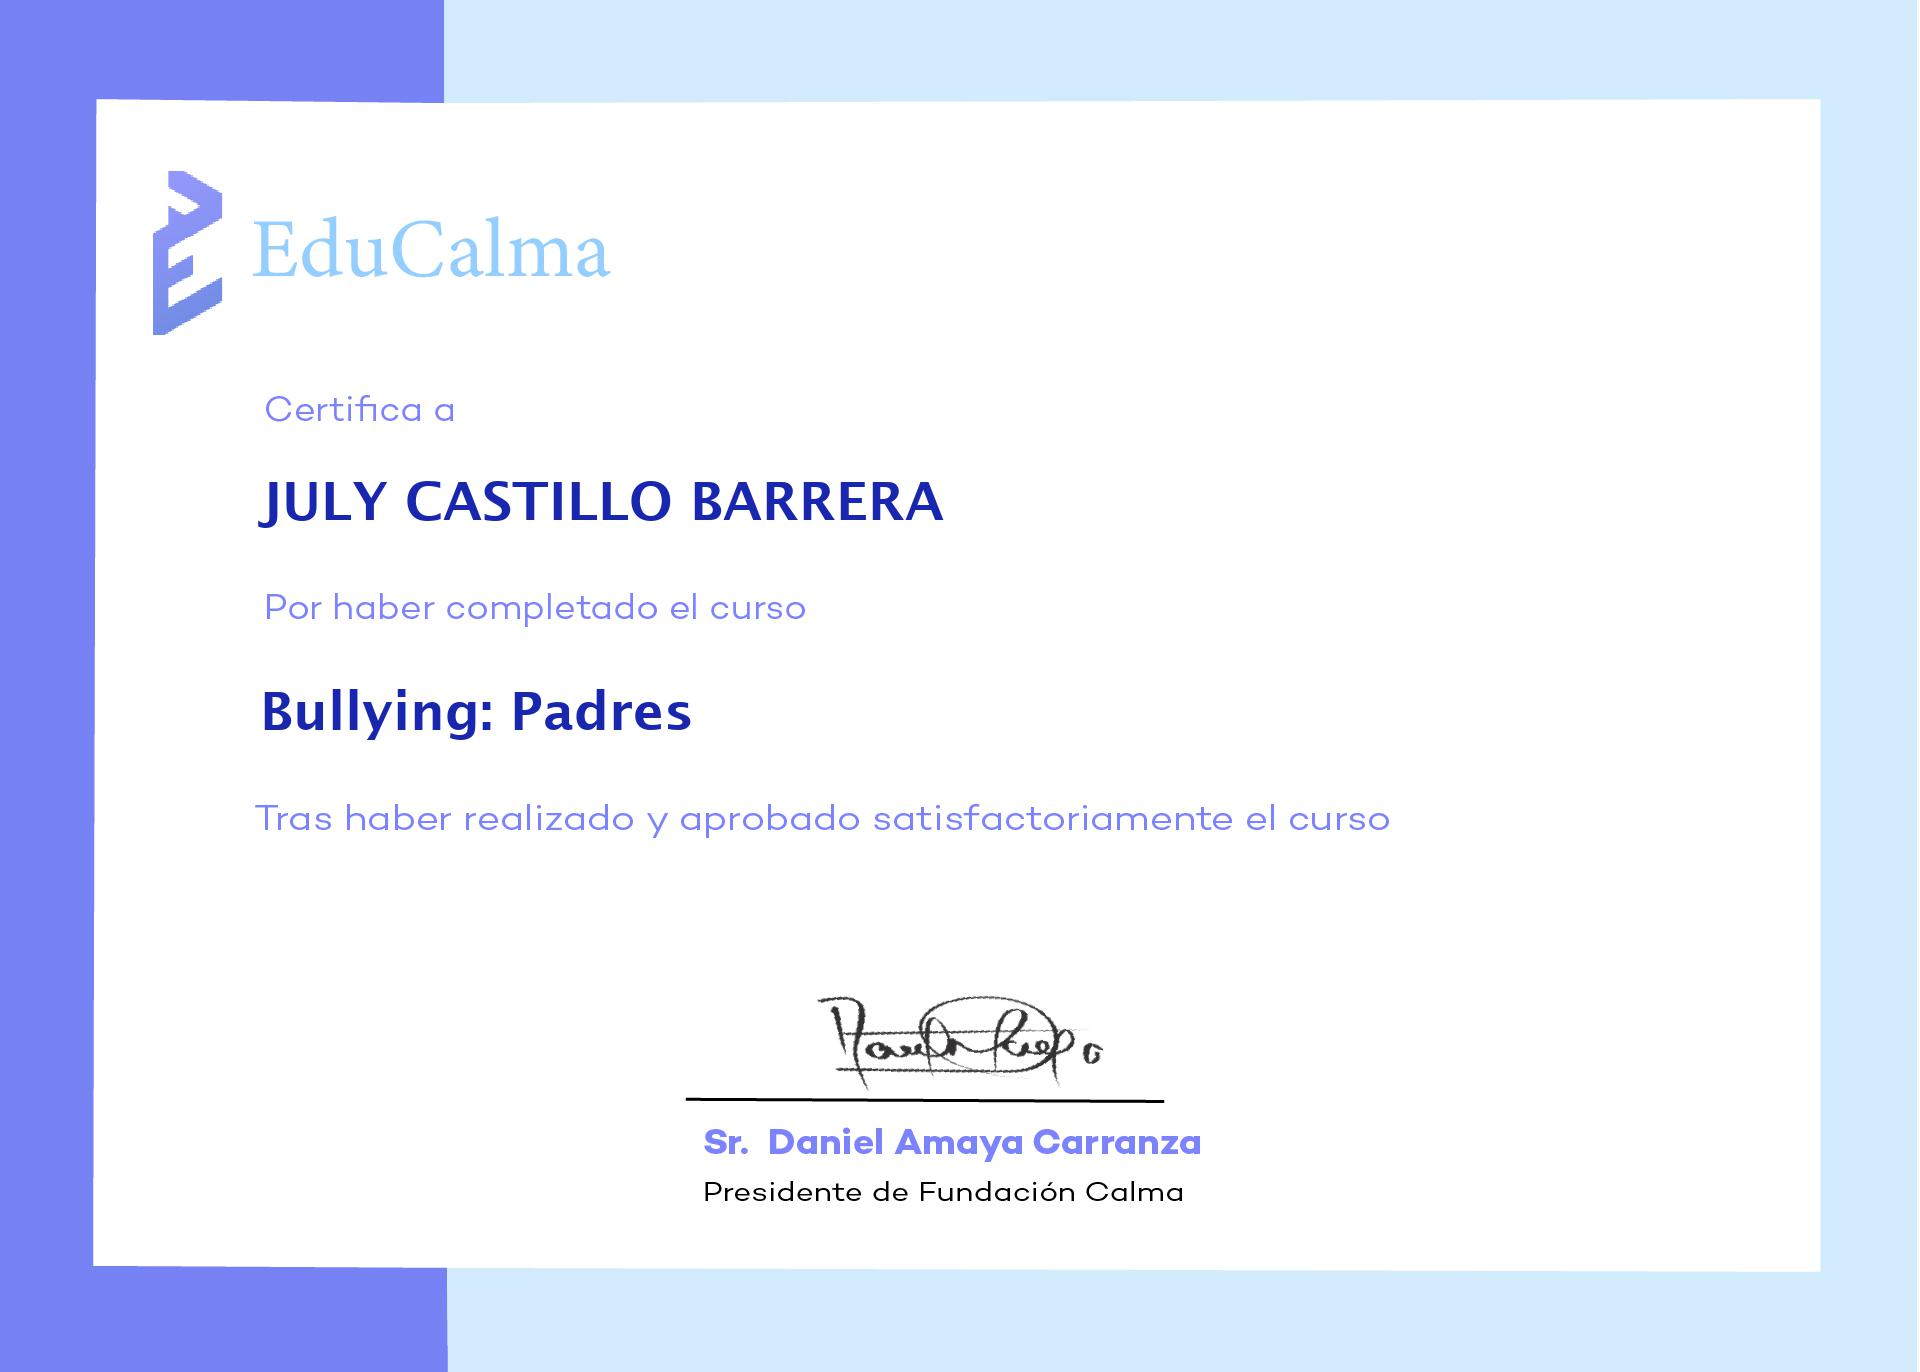 EduCalma
Certifica a
JULY CASTILLO BARRERA
Por haber completado el curso
Bullying: Padres
Tras haber realizado y aprobado satisfactoriamente el curso
Sr. Daniel Amaya Carranza
Presidente de Fundación Calma